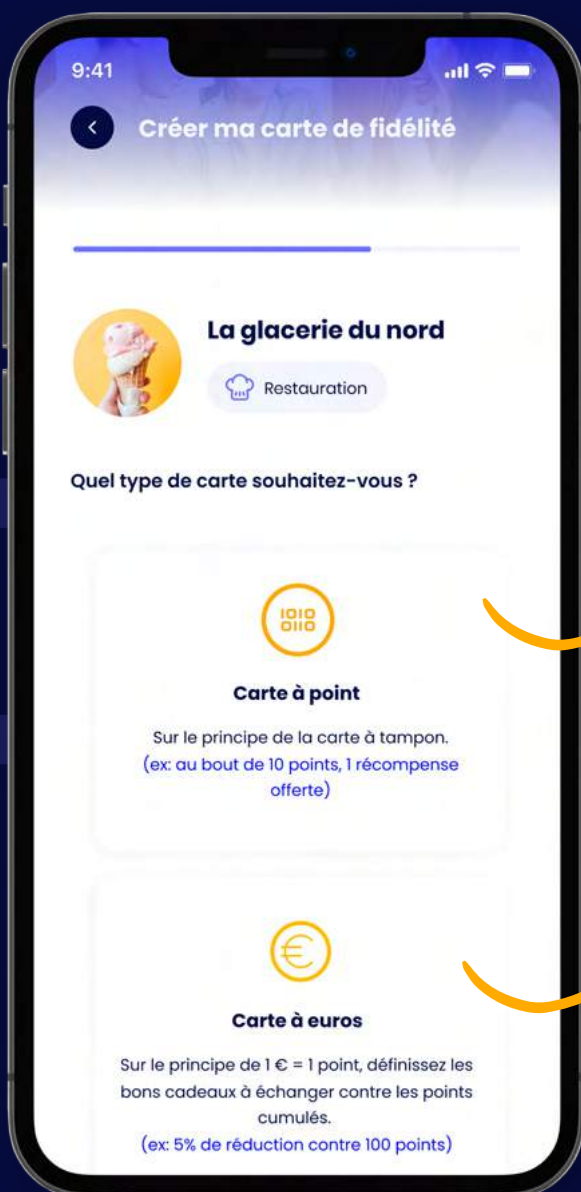 9:41
Créer ma carte de fidélité
La glacerie du nord
Restauration
Quel type de carte souhaitez-vous ?
1010
0110
Carte à point
Sur le principe de la carte à tampon.
(ex: au bout de 10 points, 1 récompense
offerte)
€
Carte à euros
Sur le principe de 1 € = 1 point, définissez les
bons cadeaux à échanger contre les points
cumulés.
(ex: 5% de réduction contre 100 points)